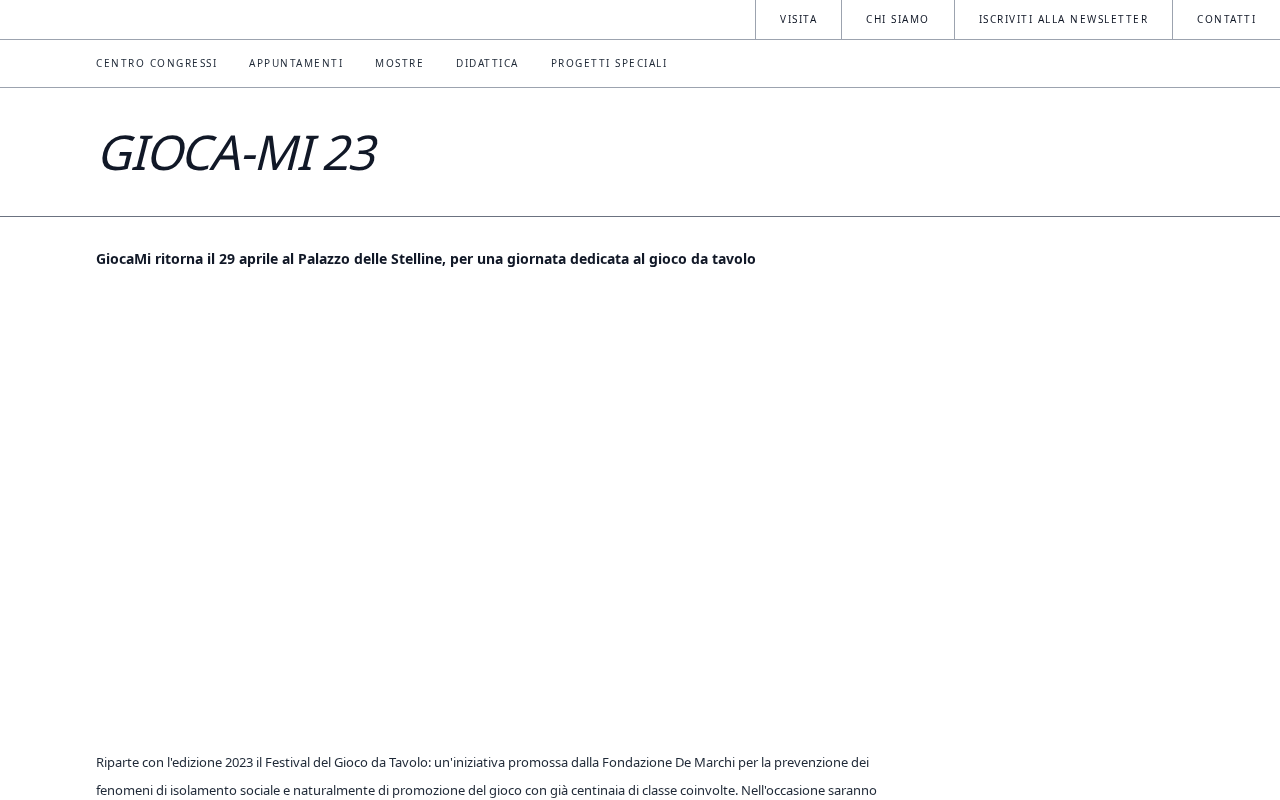 VISITA
CHI SIAMO
ISCRIVITI ALLA NEWSLETTER
CONTATTI
CENTRO CONGRESSI
APPUNTAMENTI
MOSTRE
DIDATTICA
PROGETTI SPECIALI
GIOCA-MI 23
GiocaMi ritorna il 29 aprile al Palazzo delle Stelline, per una giornata dedicata al gioco da tavolo
Riparte con l'edizione 2023 il Festival del Gioco da Tavolo: un'iniziativa promossa dalla Fondazione De Marchi per la prevenzione dei
fenomeni di isolamento sociale e naturalmente di promozione del gioco con già centinaia di classe coinvolte. Nell'occasione saranno